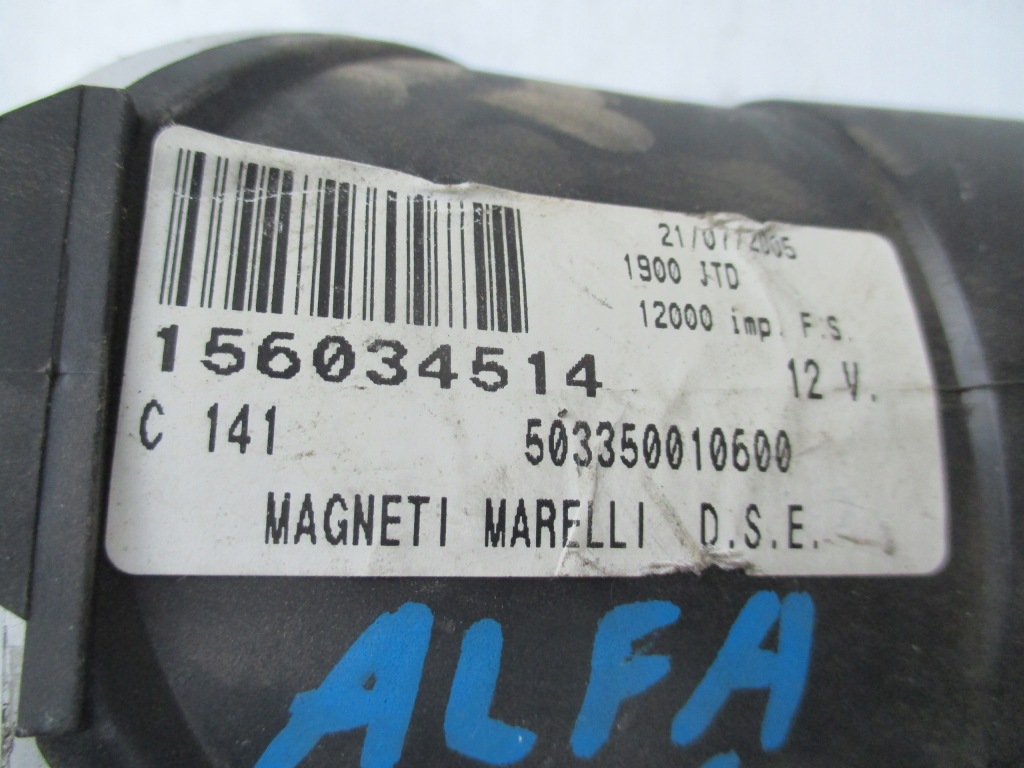 21/07/2005
1900 JTD
12000 imp. F.S.
156034514
12 V.
C 141
503350010600
MAGNETI MARELLI D.S.E.
ALFA